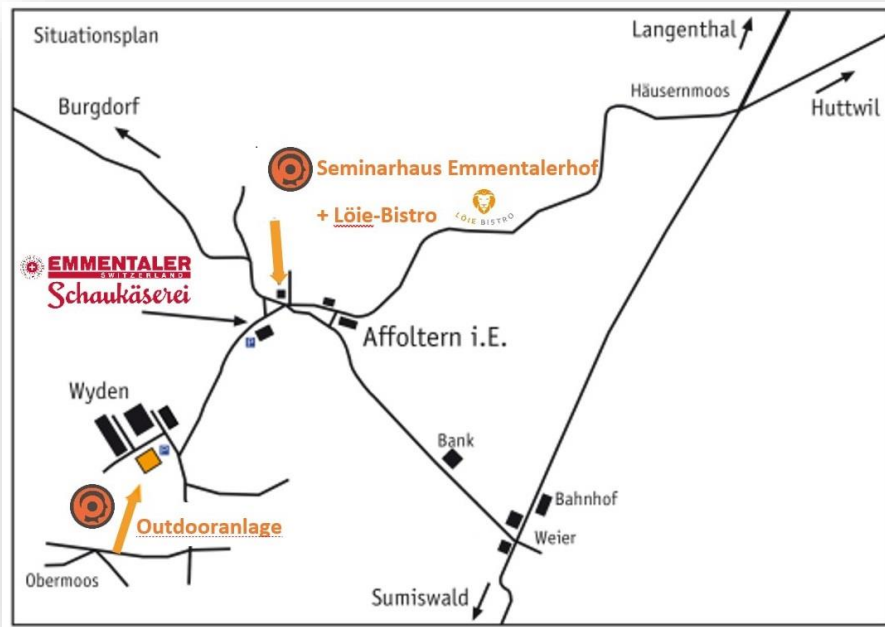 Situationsplan
Langenthal
Burgdorf
Häusernmoos
Huttwil
Seminarhaus Emmentalerhof
+ Löie-Bistro
LÖIE BISTRO
EMMENTALER
SWITZERLAND
Schaukäserei
P
Affoltern i.E.
Wyden
P
Bank
Bahnhof
Outdooranlage
Weier
Obermoos
Sumiswald